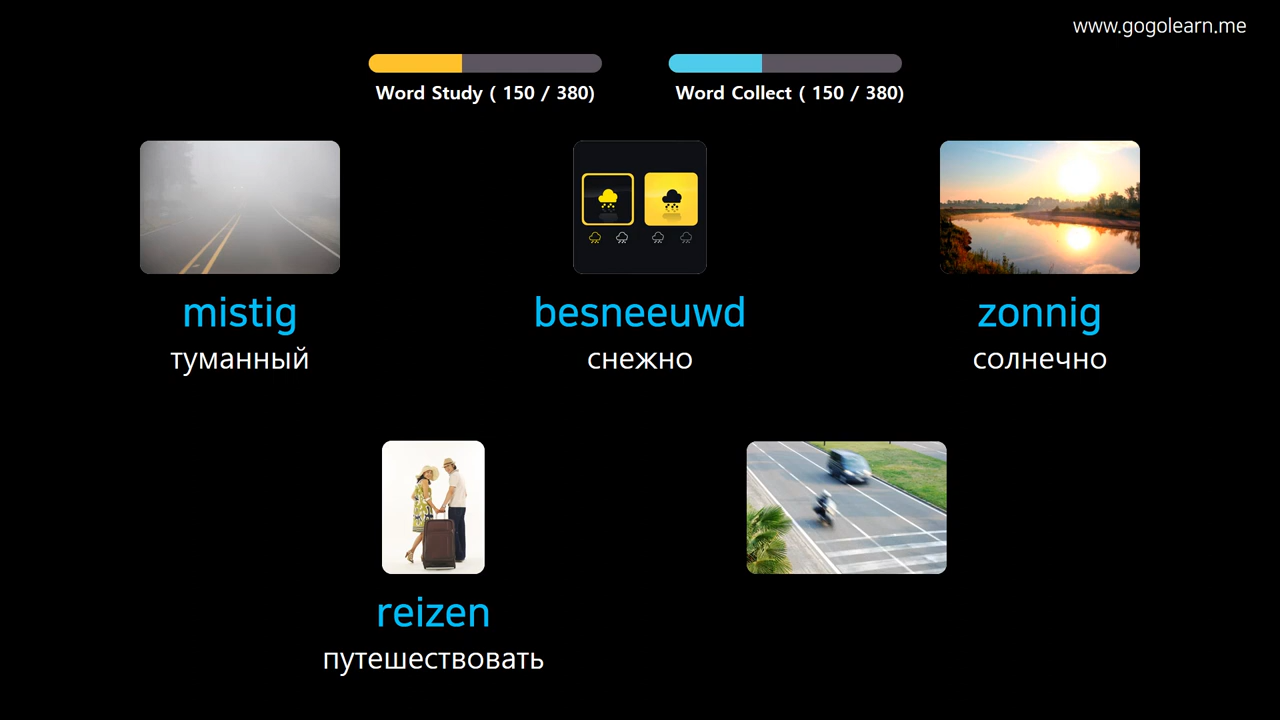 www.gogolearn.me
Word Study ( 150 / 380)
Word Collect ( 150 / 380)
mistig
туманный
besneeuwd
снежно
zonnig
солнечно
reizen
путешествовать